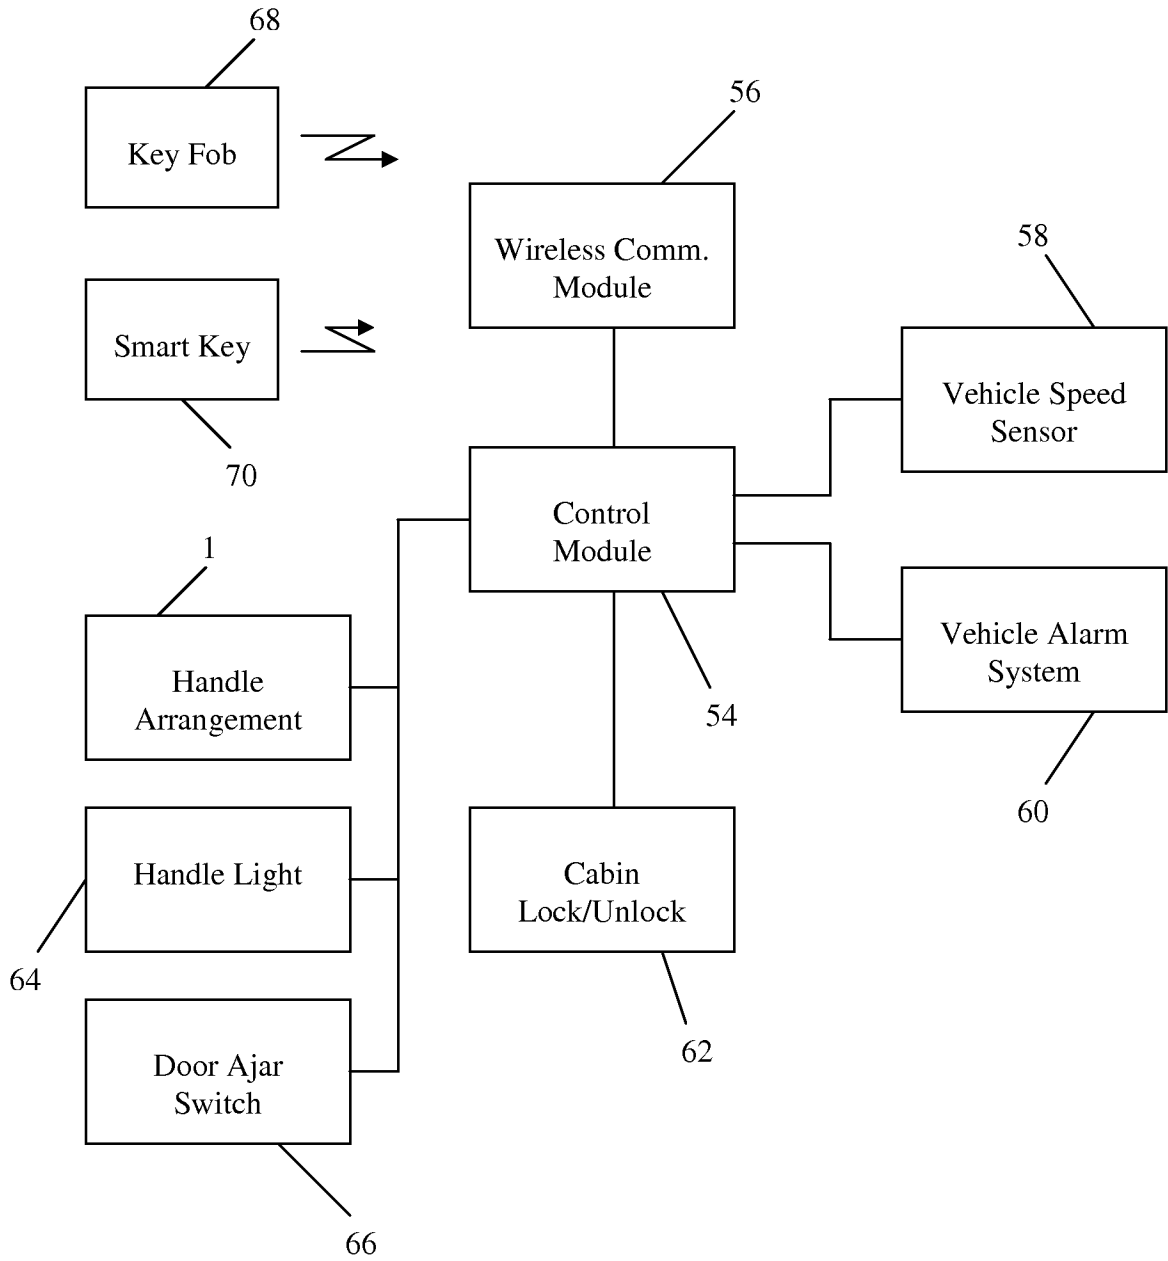 68
Key Fob
56
Wireless Comm.
Module
58
Vehicle Speed
Sensor
Smart Key
70
Control
Module
54
1
Handle
Arrangement
Vehicle Alarm
System
60
Handle Light
64
Cabin
Lock/Unlock
62
Door Ajar
Switch
66